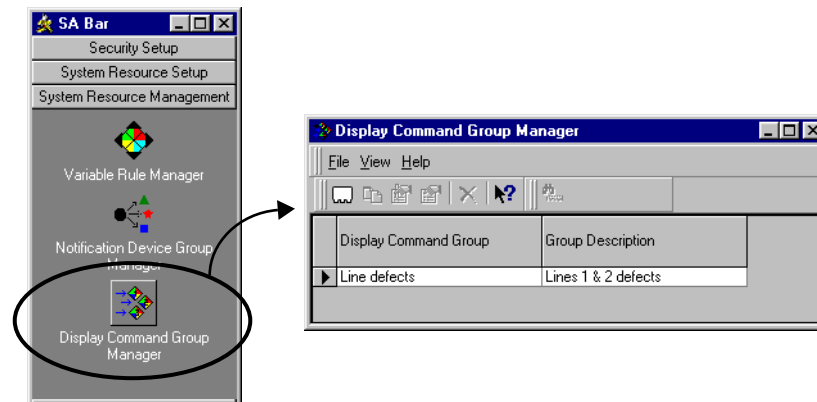 SA Bar
Security Setup
System Resource Setup
System Resource Management
Variable Rule Manager
Notification Device Group
Manager
Display Command Group
Manager
Display Command Group Manager
File View Help
Display Command Group
Group Description
Line defects
Lines 1 & 2 defects